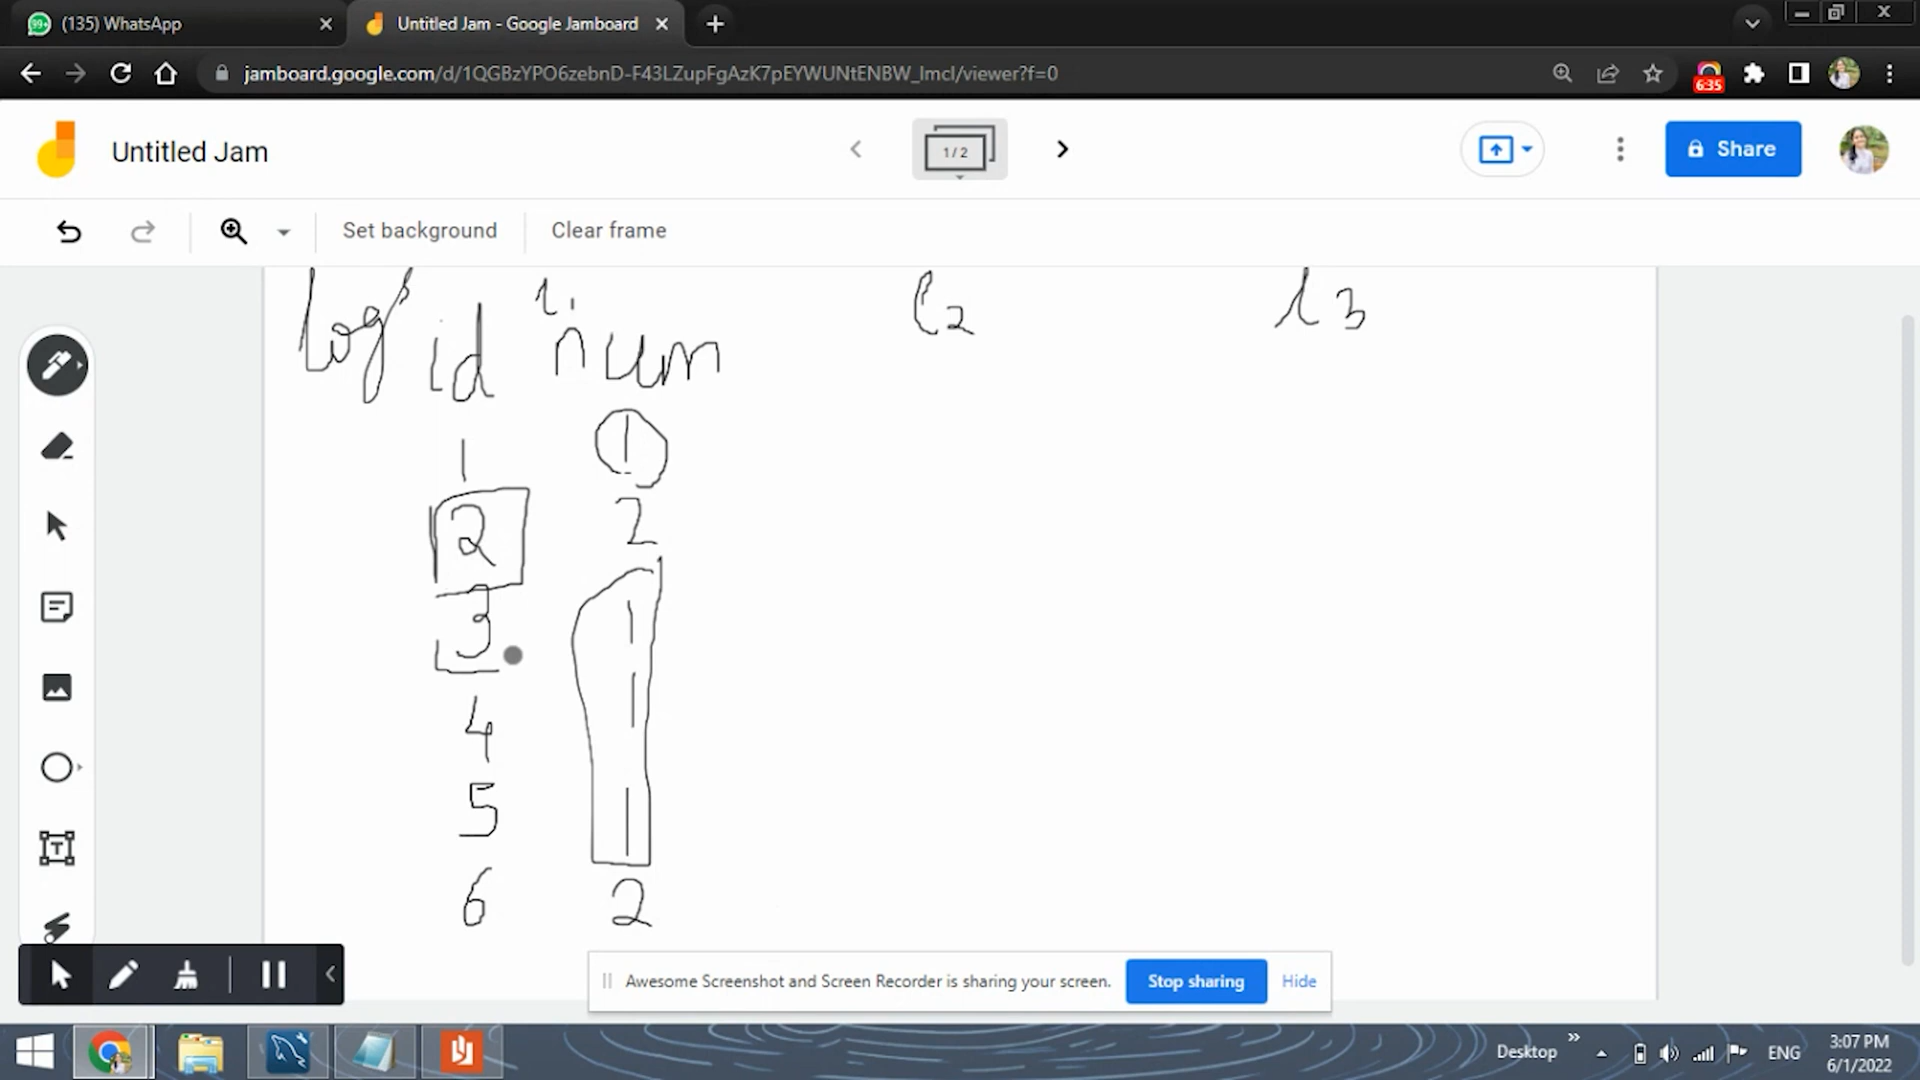 (135) WhatsApp
Untitled Jam - Google Jamboard
jamboard.google.com/d/1QGBzYPO6zebnD-F43LZupFgAzK7pEYWUNtENBW_lmcI/viewer?f=0
6:35
Untitled Jam
1 / 2
Share
Set background
Clear frame
logs
l1
l2
l3
id num
1 1
2 2
3 1
4 1
5 1
6 2
Awesome Screenshot and Screen Recorder is sharing your screen.
Stop sharing
Hide
Desktop
ENG
3:07 PM
6/1/2022